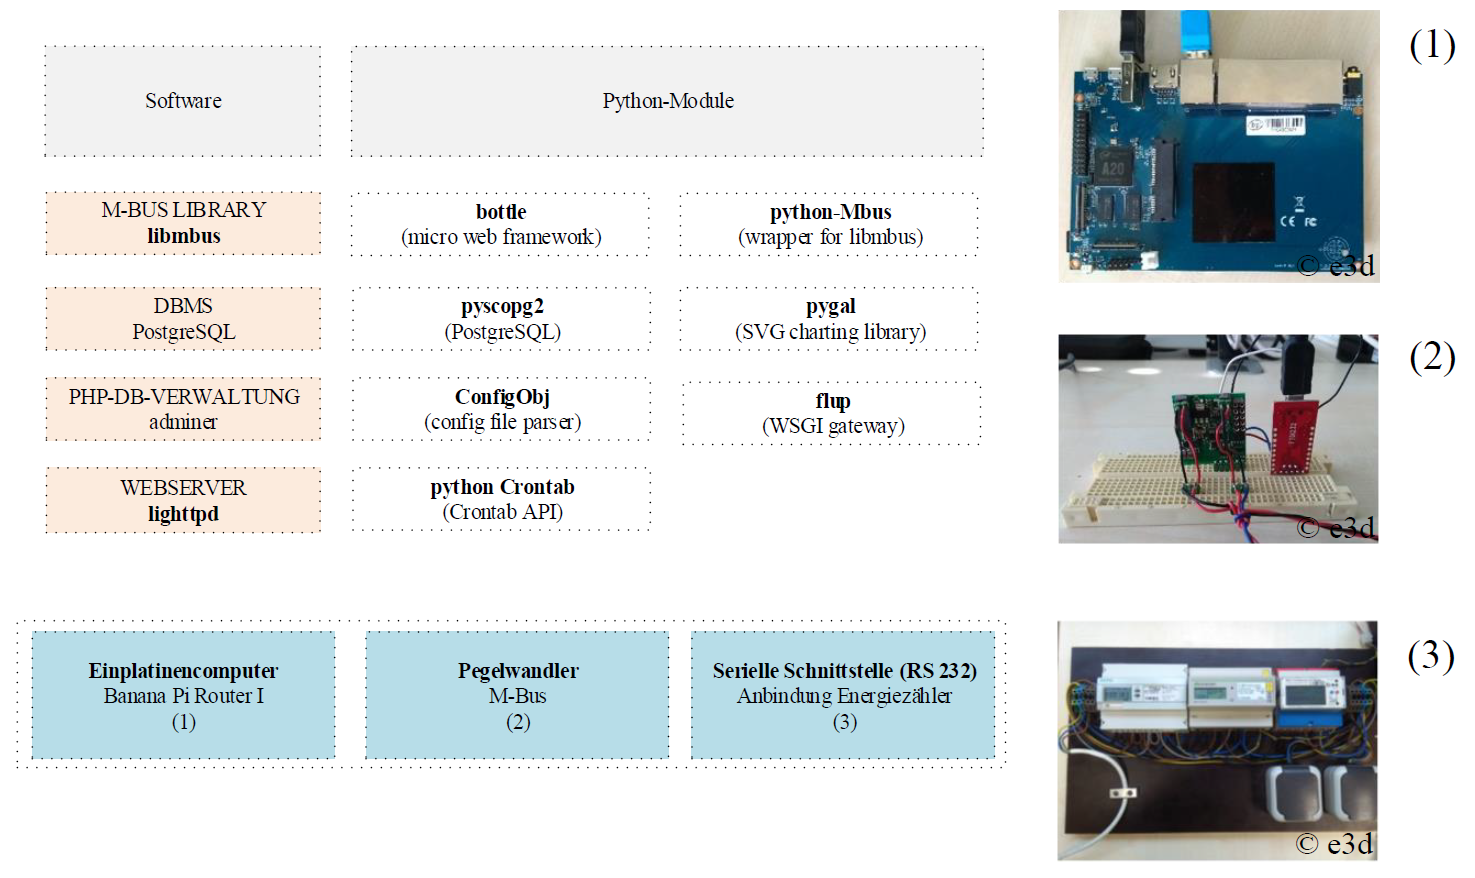 Software
Python-Module
M-BUS LIBRARY
libmbus
bottle
(micro web framework)
python-Mbus
(wrapper for libmbus)
DBMS
PostgreSQL
pyscopg2
(PostgreSQL)
pygal
(SVG charting library)
PHP-DB-VERWALTUNG
adminer
ConfigObj
(config file parser)
flup
(WSGI gateway)
WEBSERVER
lighttpd
python Crontab
(Crontab API)
Einplatinencomputer
Banana Pi Router I
(1)
Pegelwandler
M-Bus
(2)
Serielle Schnittstelle (RS 232)
Anbindung Energiezähler
(3)
(1)
A20
CE FC
© e3d
(2)
© e3d
(3)
© e3d